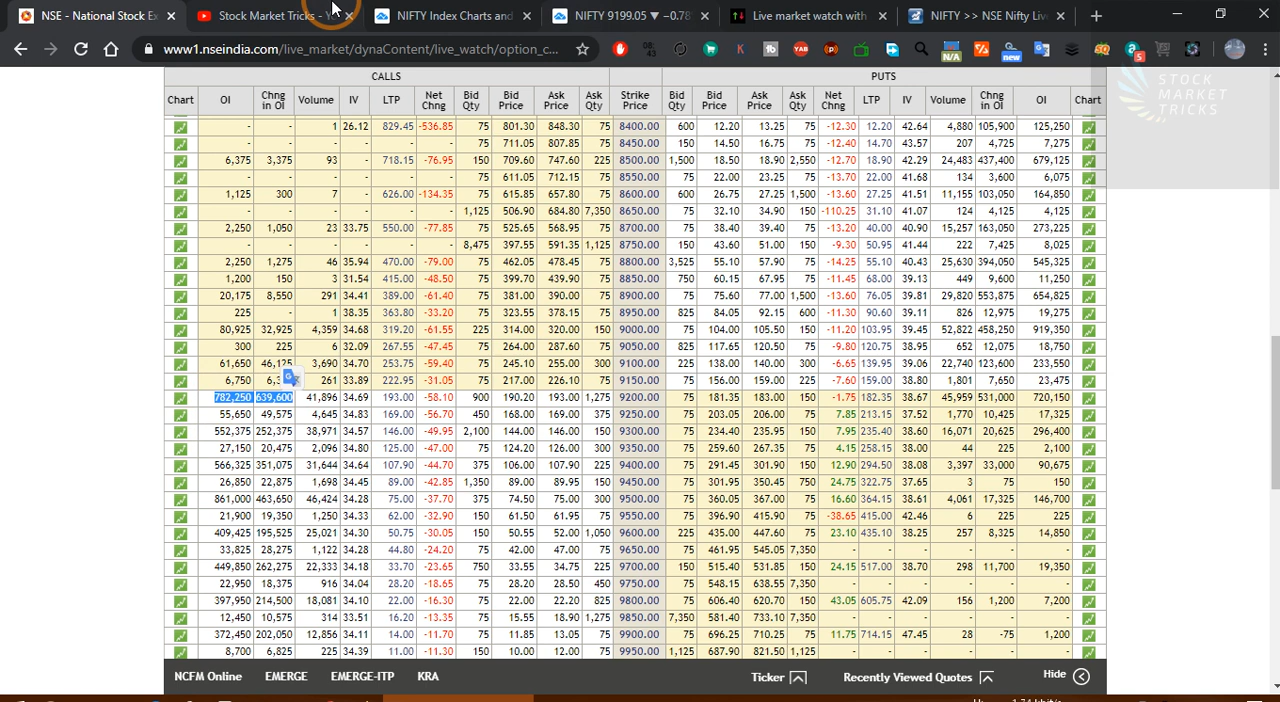 NSE - National Stock Ex
Stock Market Tricks - Y
NIFTY Index Charts and
NIFTY 9199.05 ▼ −0.78
Live market watch with
NIFTY >> NSE Nifty Live
www1.nseindia.com/live_market/dynaContent/live_watch/option_c...
STOCK
MARKET
TRICKS
CALLS PUTS
Chart OI Chng in OI Volume IV LTP Net Chng Bid Qty Bid Price Ask Price Ask Qty Strike Price Bid Qty Bid Price Ask Price Ask Qty Net Chng LTP IV Volume Chng in OI OI Chart
- - 1 26.12 829.45 -536.85 75 801.30 848.30 75 8400.00 600 12.20 13.25 75 -12.30 12.20 42.64 4,880 105,900 125,250
- - - - - - 75 711.05 807.85 75 8450.00 150 14.50 16.75 75 -12.40 14.70 43.57 207 4,725 7,275
6,375 3,375 93 - 718.15 -76.95 150 709.60 747.60 225 8500.00 1,500 18.50 18.90 2,550 -12.70 18.90 42.29 24,483 437,400 679,125
- - - - - - 75 611.05 712.15 75 8550.00 75 22.00 23.25 75 -13.70 22.00 41.68 134 3,600 6,075
1,125 300 7 - 626.00 -134.35 75 615.85 657.80 75 8600.00 600 26.75 27.25 1,500 -13.60 27.25 41.51 11,155 103,050 164,850
- - - - - - 1,125 506.90 684.80 7,350 8650.00 75 32.10 34.90 150 -110.25 31.10 41.07 124 4,125 4,125
2,250 1,050 23 33.75 550.00 -77.85 75 525.65 568.95 75 8700.00 75 38.40 39.40 75 -13.20 40.00 40.90 15,257 163,050 273,225
- - - - - - 8,475 397.55 591.35 1,125 8750.00 150 43.60 51.00 150 -9.30 50.95 41.44 222 7,425 8,025
2,250 1,275 46 35.94 470.00 -79.00 75 462.05 478.45 75 8800.00 3,525 55.10 57.90 75 -14.25 55.10 40.43 25,630 394,050 545,325
1,200 150 3 31.54 415.00 -48.50 75 399.70 439.90 75 8850.00 750 60.15 67.95 75 -11.45 68.00 39.13 449 9,600 11,250
20,175 8,550 291 34.41 389.00 -61.40 75 381.00 390.00 75 8900.00 75 75.60 77.00 1,500 -13.60 76.05 39.81 29,820 553,875 654,825
225 - 1 38.35 363.80 -33.20 75 323.55 378.15 75 8950.00 825 84.05 92.15 600 -11.30 90.60 39.11 826 12,975 19,275
80,925 32,925 4,359 34.68 319.20 -61.55 225 314.00 320.00 150 9000.00 75 104.00 105.50 150 -11.20 103.95 39.45 52,822 458,250 919,350
300 225 6 32.09 267.55 -47.45 75 264.00 287.60 75 9050.00 825 117.65 120.50 75 -9.80 120.75 38.95 652 9,300 11,550
61,650 46,125 3,690 34.70 253.75 -59.40 75 245.10 255.00 300 9100.00 225 138.00 140.00 300 -6.65 139.95 39.06 22,740 123,600 233,550
6,750 261 33.89 222.95 -31.05 75 217.00 226.10 75 9150.00 75 156.00 159.00 225 -7.60 159.00 38.80 1,801 7,650 23,475
782,250 639,600 41,896 34.69 193.00 -58.10 900 190.20 193.00 1,275 9200.00 75 181.35 183.00 150 -1.75 182.35 38.67 45,959 531,000 720,150
55,650 49,575 4,645 34.83 169.00 -56.70 450 168.00 169.00 375 9250.00 75 203.05 206.00 75 7.85 213.15 37.52 1,770 10,425 17,325
552,375 252,375 38,971 34.57 146.00 -49.95 2,100 144.00 146.00 150 9300.00 75 234.40 235.95 150 7.95 235.40 38.60 16,071 20,625 296,400
27,150 20,475 2,096 34.80 125.00 -47.00 75 124.20 126.00 300 9350.00 75 259.60 267.35 75 4.15 258.15 38.00 44 225 2,100
566,325 351,075 31,644 34.64 107.90 -44.70 375 106.00 107.90 225 9400.00 75 291.45 301.90 150 12.90 294.50 38.08 3,397 33,000 90,675
26,850 22,875 1,698 34.45 89.00 -42.85 1,350 89.00 89.95 150 9450.00 75 301.95 350.45 750 24.75 322.75 37.65 3 75 150
861,000 463,650 46,424 34.28 75.00 -37.70 900 74.50 75.00 300 9500.00 75 360.05 367.00 75 16.60 364.15 38.61 4,061 17,325 146,700
21,900 19,350 1,250 34.33 62.00 -32.90 150 61.50 61.95 75 9550.00 75 396.90 415.90 75 -38.65 415.00 42.46 6 225 225
409,425 195,525 25,021 34.30 50.75 -30.05 150 50.55 52.00 1,050 9600.00 225 435.00 447.60 75 23.10 435.10 38.25 253 8,325 14,850
33,825 28,275 1,122 34.28 44.80 -24.20 75 42.00 47.00 75 9650.00 75 461.95 545.05 7,350 - - - - - -
449,850 262,275 22,333 34.18 33.70 -23.65 750 33.55 34.75 225 9700.00 150 515.40 531.85 150 24.15 517.00 38.70 298 11,700 19,350
22,950 18,375 916 34.04 28.20 -18.65 75 28.20 28.50 450 9750.00 75 548.15 638.55 7,350 - - - - - -
397,950 214,500 18,081 34.10 22.00 -16.30 75 22.00 22.20 825 9800.00 75 606.40 620.70 150 43.05 605.75 42.09 156 1,200 7,200
12,450 10,575 314 33.51 16.20 -13.35 75 15.55 18.90 1,275 9850.00 7,350 581.40 733.10 7,350 - - - - - -
372,450 202,050 12,856 34.11 14.00 -11.70 75 11.85 13.05 75 9900.00 75 696.25 710.25 75 11.75 714.15 47.45 28 -75 1,200
8,700 6,825 225 34.39 11.00 -11.30 150 10.00 12.00 75 9950.00 1,125 687.90 821.50 1,125 - - - - - -
NCFM Online EMERGE EMERGE-ITP KRA Ticker Recently Viewed Quotes Hide